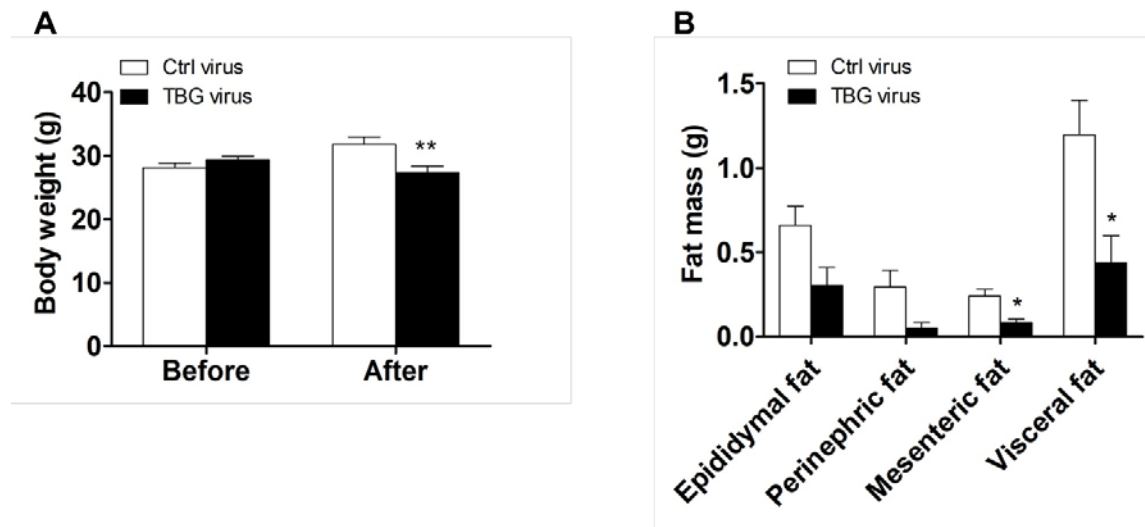 A
Ctrl virus
TBG virus
Body weight (g)
40
30
20
10
0
**
Before
After
B
Ctrl virus
TBG virus
Fat mass (g)
1.5
1.0
0.5
0.0
*
*
Epididymal fat
Perinephric fat
Mesenteric fat
Visceral fat